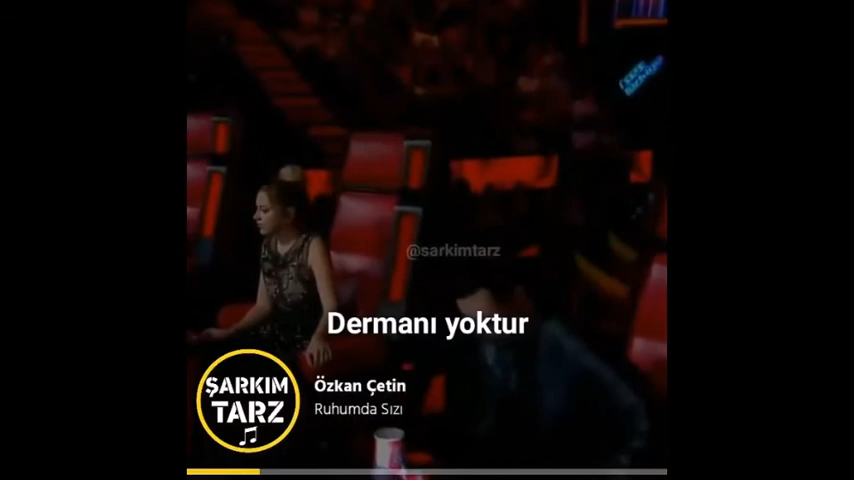 @sarkimtarz
Dermanı yoktur
ŞARKIM
TARZ
Özkan Çetin
Ruhumda Sızı